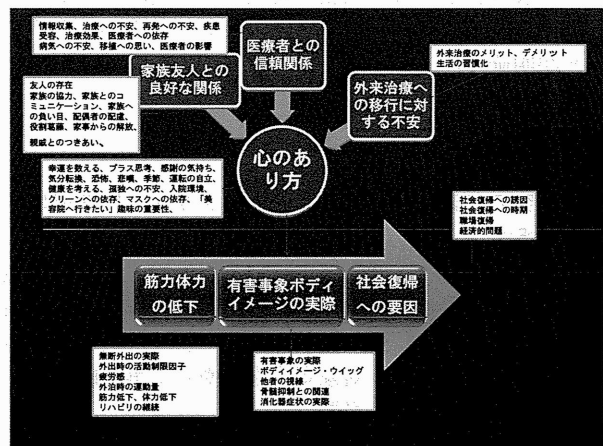 情報収集、治療への不安、再発への不安、疾患
受容、治療効果、医療者への依存
病気への不安、移植への思い、医療者の影響
医療者との
信頼関係
外来治療のメリット、デメリット
生活の習慣化
家族友人との
良好な関係
外来治療へ
の移行に対
する不安
友人の存在
家族の協力、家族とのコ
ミュニケーション、家族へ
の負い目、配偶者の配慮、
役割葛藤、家事からの解放、
親戚とのつきあい、
心のあ
り方
幸運を数える、プラス思考、感謝の気持ち、
気分転換、恐怖、悲嘆、季節、運転の自立、
健康を考える、孤独への不安、入院環境、
クリーンへの依存、マスクへの依存、「美
容院へ行きたい」趣味の重要性、
社会復帰への誘因
社会復帰への時期
職場復帰
経済的問題
筋力体力
の低下
有害事象ボディ
イメージの実際
社会復帰
への要因
無断外出の実際
外出時の活動制限因子
疲労感
外泊時の運動量
筋力低下、体力低下
リハビリの継続
有害事象の実際
ボディイメージ・ウイッグ
他者の視線
骨髄抑制との関連
消化器症状の実際